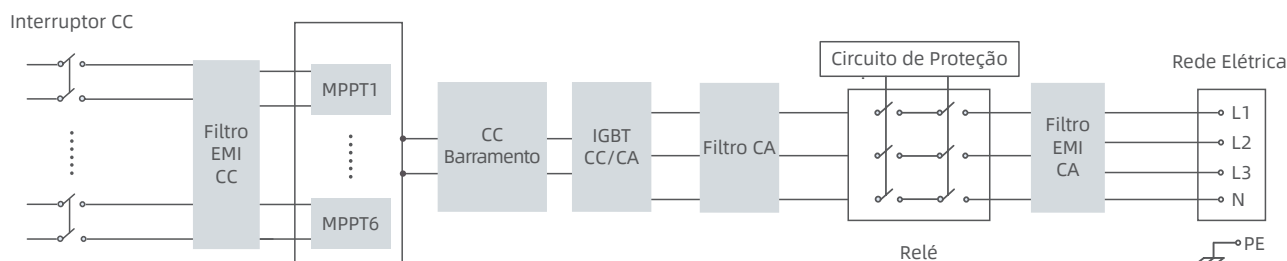 Interruptor CC
Circuito de Proteção
Rede Elétrica
MPPT1
Filtro
EMI
CC
CC
Barramento
IGBT
CC/CA
Filtro CA
Filtro
EMI
CA
L1
L2
L3
N
MPPT6
Relé
PE